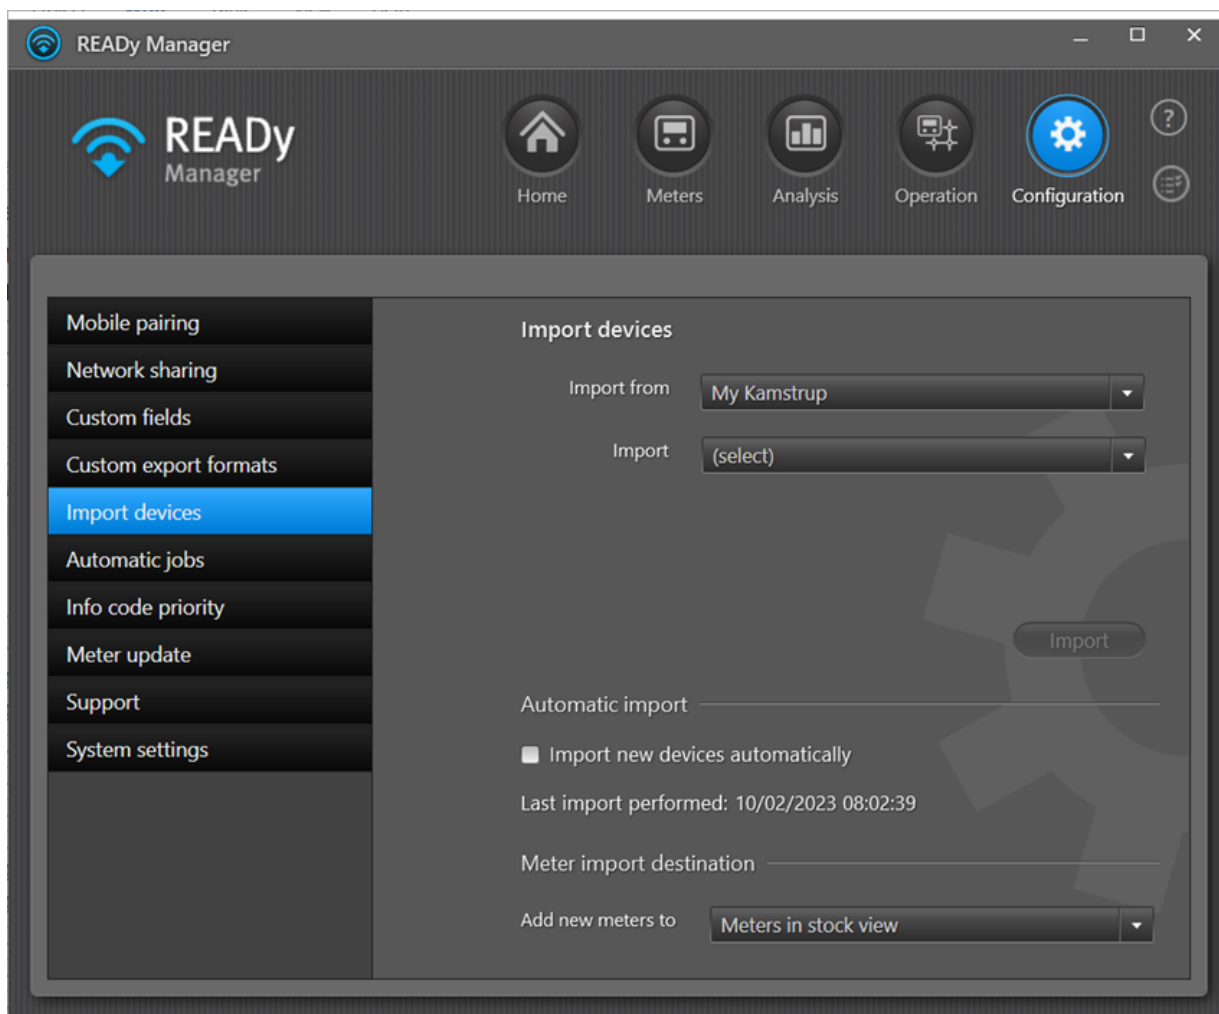 READy Manager
READy
Manager
Home
Meters
Analysis
Operation
Configuration
?
Mobile pairing
Network sharing
Custom fields
Custom export formats
Import devices
Automatic jobs
Info code priority
Meter update
Support
System settings
Import devices
Import from My Kamstrup
Import (select)
Import
Automatic import
Import new devices automatically
Last import performed: 10/02/2023 08:02:39
Meter import destination
Add new meters to Meters in stock view